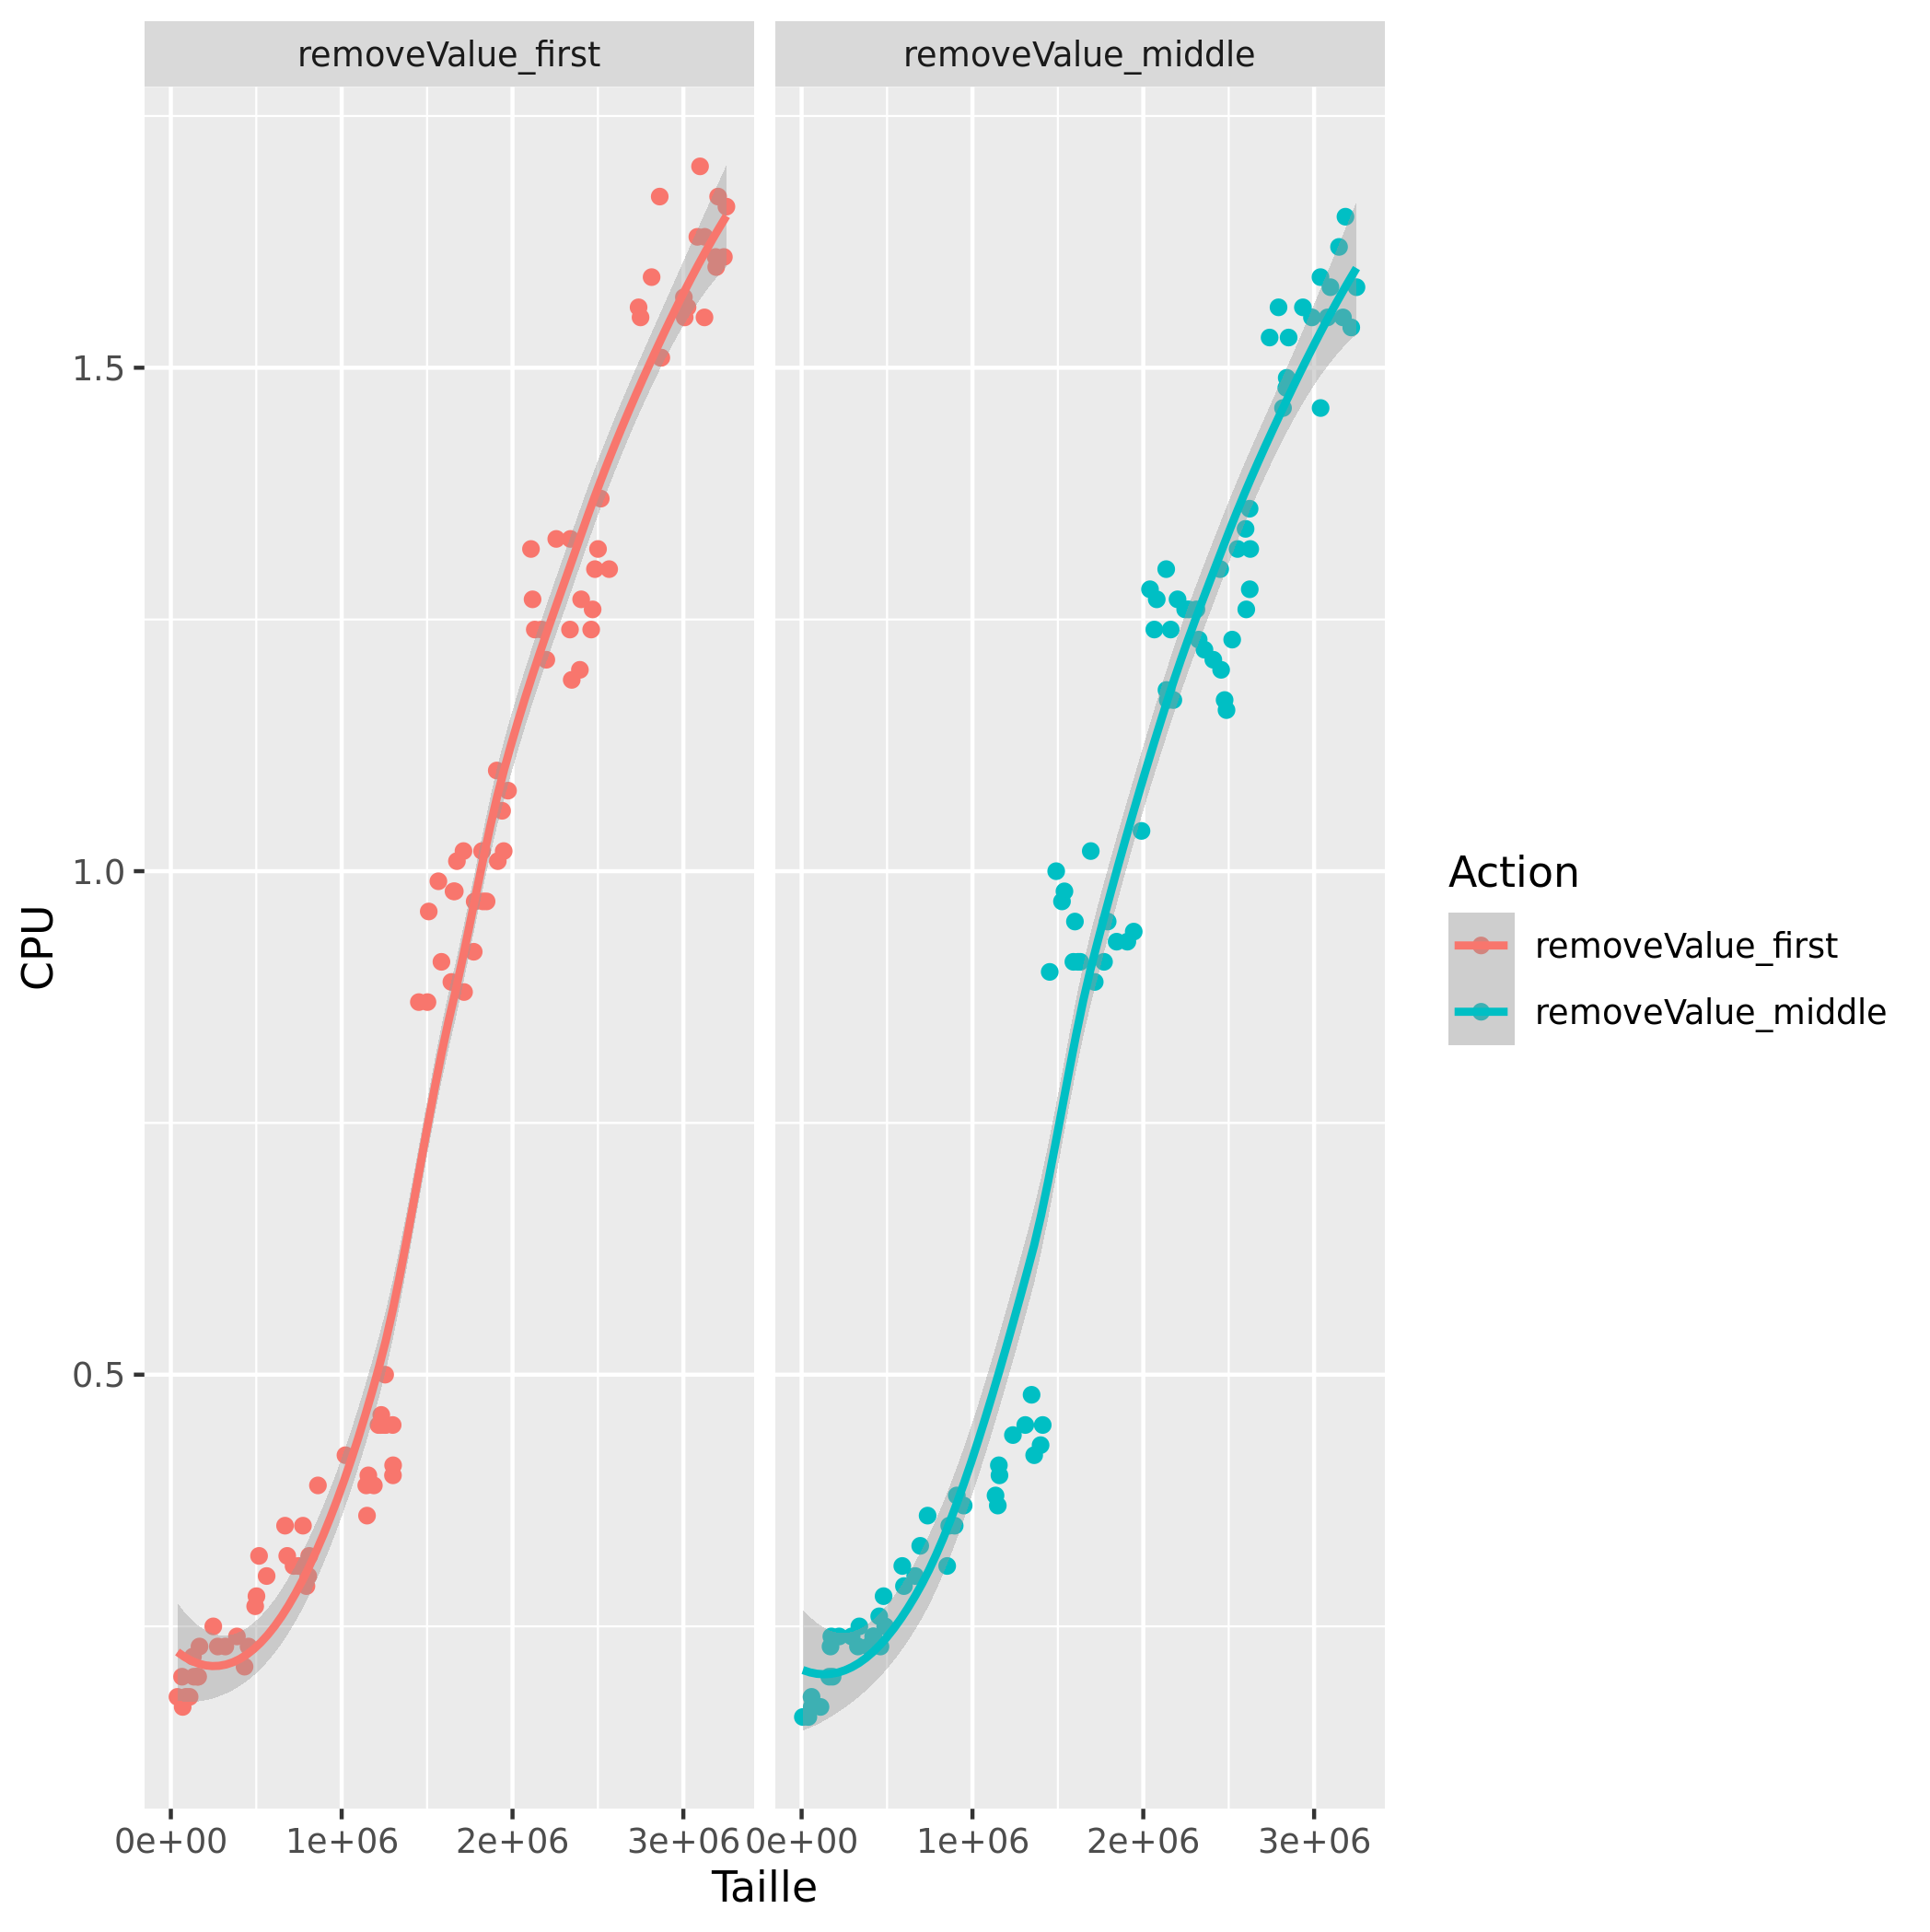 removeValue_first
removeValue_middle
1.5
1.0
0.5
CPU
0e+00 1e+06 2e+06 3e+06 0e+00 1e+06 2e+06 3e+06
Taille
Action
removeValue_first
removeValue_middle